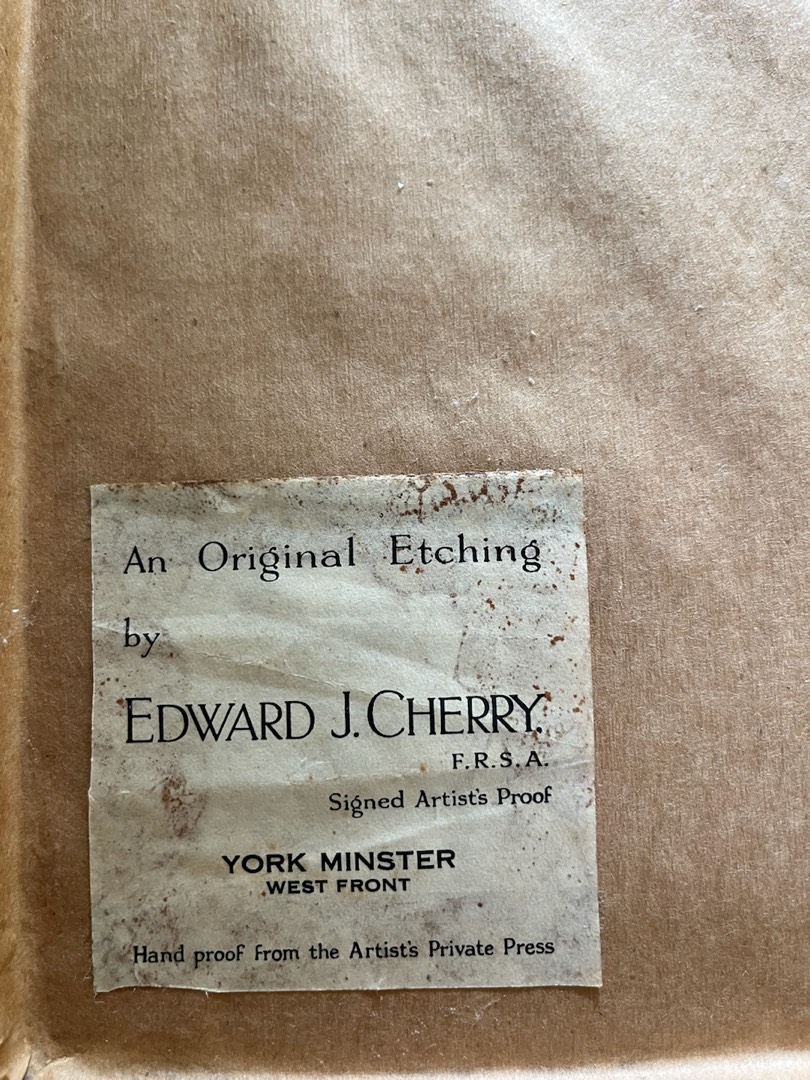 An Original Etching
by
EDWARD J. CHERRY.
F.R.S.A.
Signed Artist's Proof
YORK MINSTER
WEST FRONT
Hand proof from the Artist's Private Press